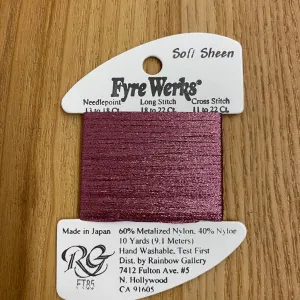 Soft Sheen
Fyre Werks®
Needlepoint Long Stitch Cross Stitch
13 to 18 Ct. 18 to 22 Ct. 11 to 22 Ct.
Made in Japan
RG
FT85
60% Metalized Nylon, 40% Nylon
10 Yards (9.1 Meters)
Hand Washable, Test First
Dist. by Rainbow Gallery
7412 Fulton Ave. #5
N. Hollywood
CA 91605